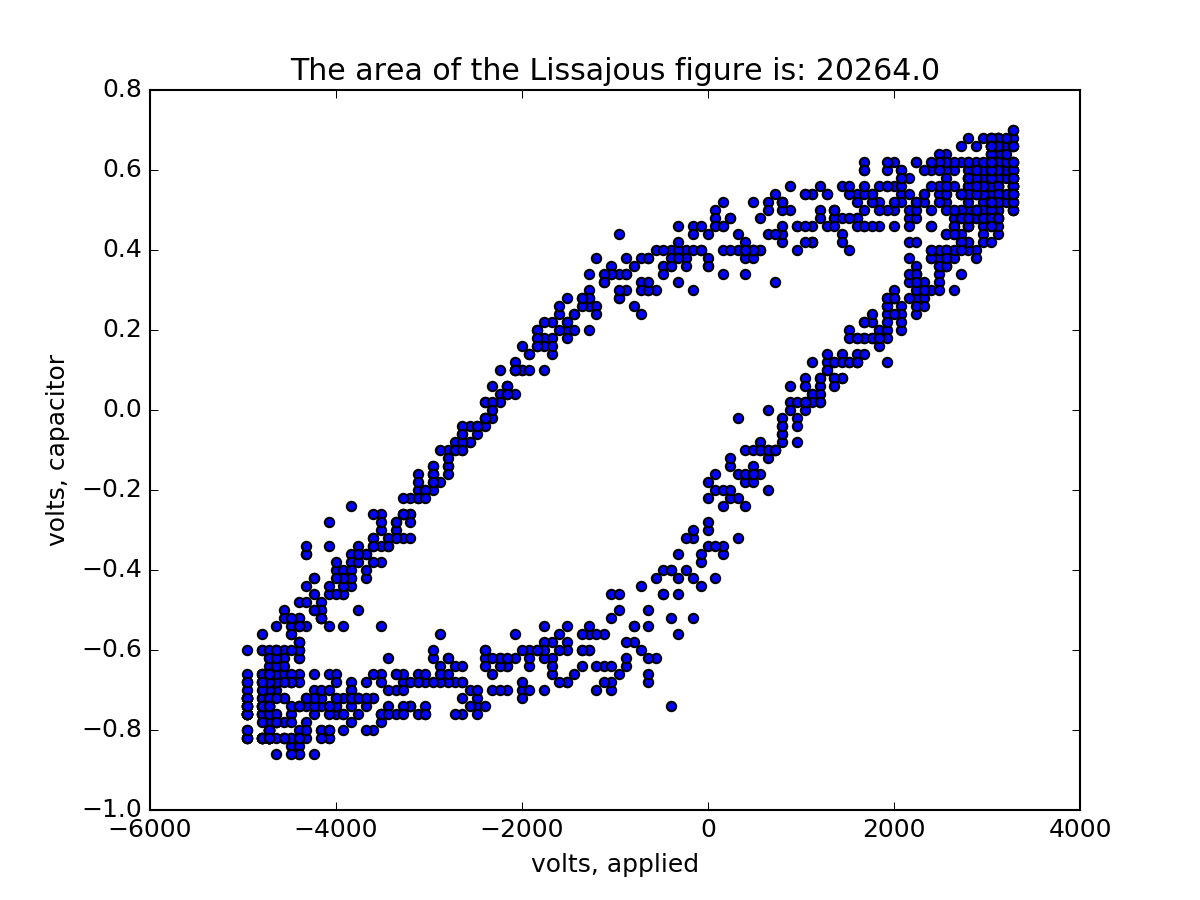 The area of the Lissajous figure is: 20264.0
0.8
0.6
0.4
0.2
0.0
−0.2
−0.4
−0.6
−0.8
−1.0
volts, capacitor
−6000 −4000 −2000 0 2000 4000
volts, applied